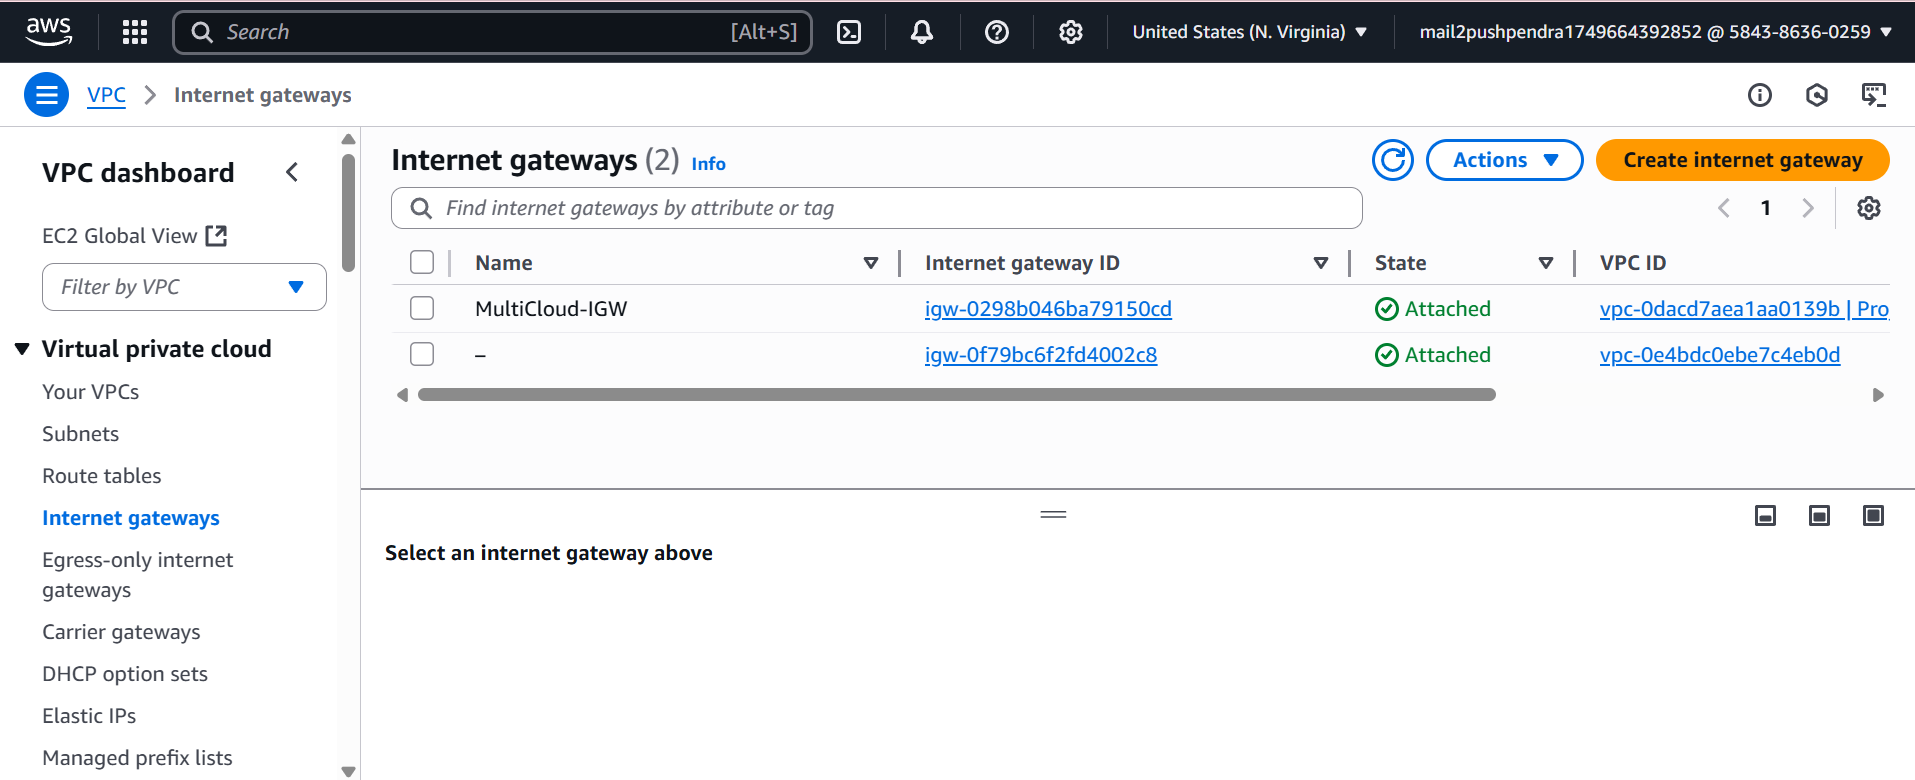 aws
Search [Alt+S]
United States (N. Virginia)
mail2pushpendra1749664392852 @ 5843-8636-0259
VPC
Internet gateways
VPC dashboard
EC2 Global View
Filter by VPC
Virtual private cloud
Your VPCs
Subnets
Route tables
Internet gateways
Egress-only internet
gateways
Carrier gateways
DHCP option sets
Elastic IPs
Managed prefix lists
Internet gateways (2) Info
Actions
Create internet gateway
Find internet gateways by attribute or tag
1
Name Internet gateway ID State VPC ID
MultiCloud-IGW igw-0298b046ba79150cd Attached vpc-0dacd7aea1aa0139b | Pro
– igw-0f79bc6f2fd4002c8 Attached vpc-0e4bdc0ebe7c4eb0d
Select an internet gateway above